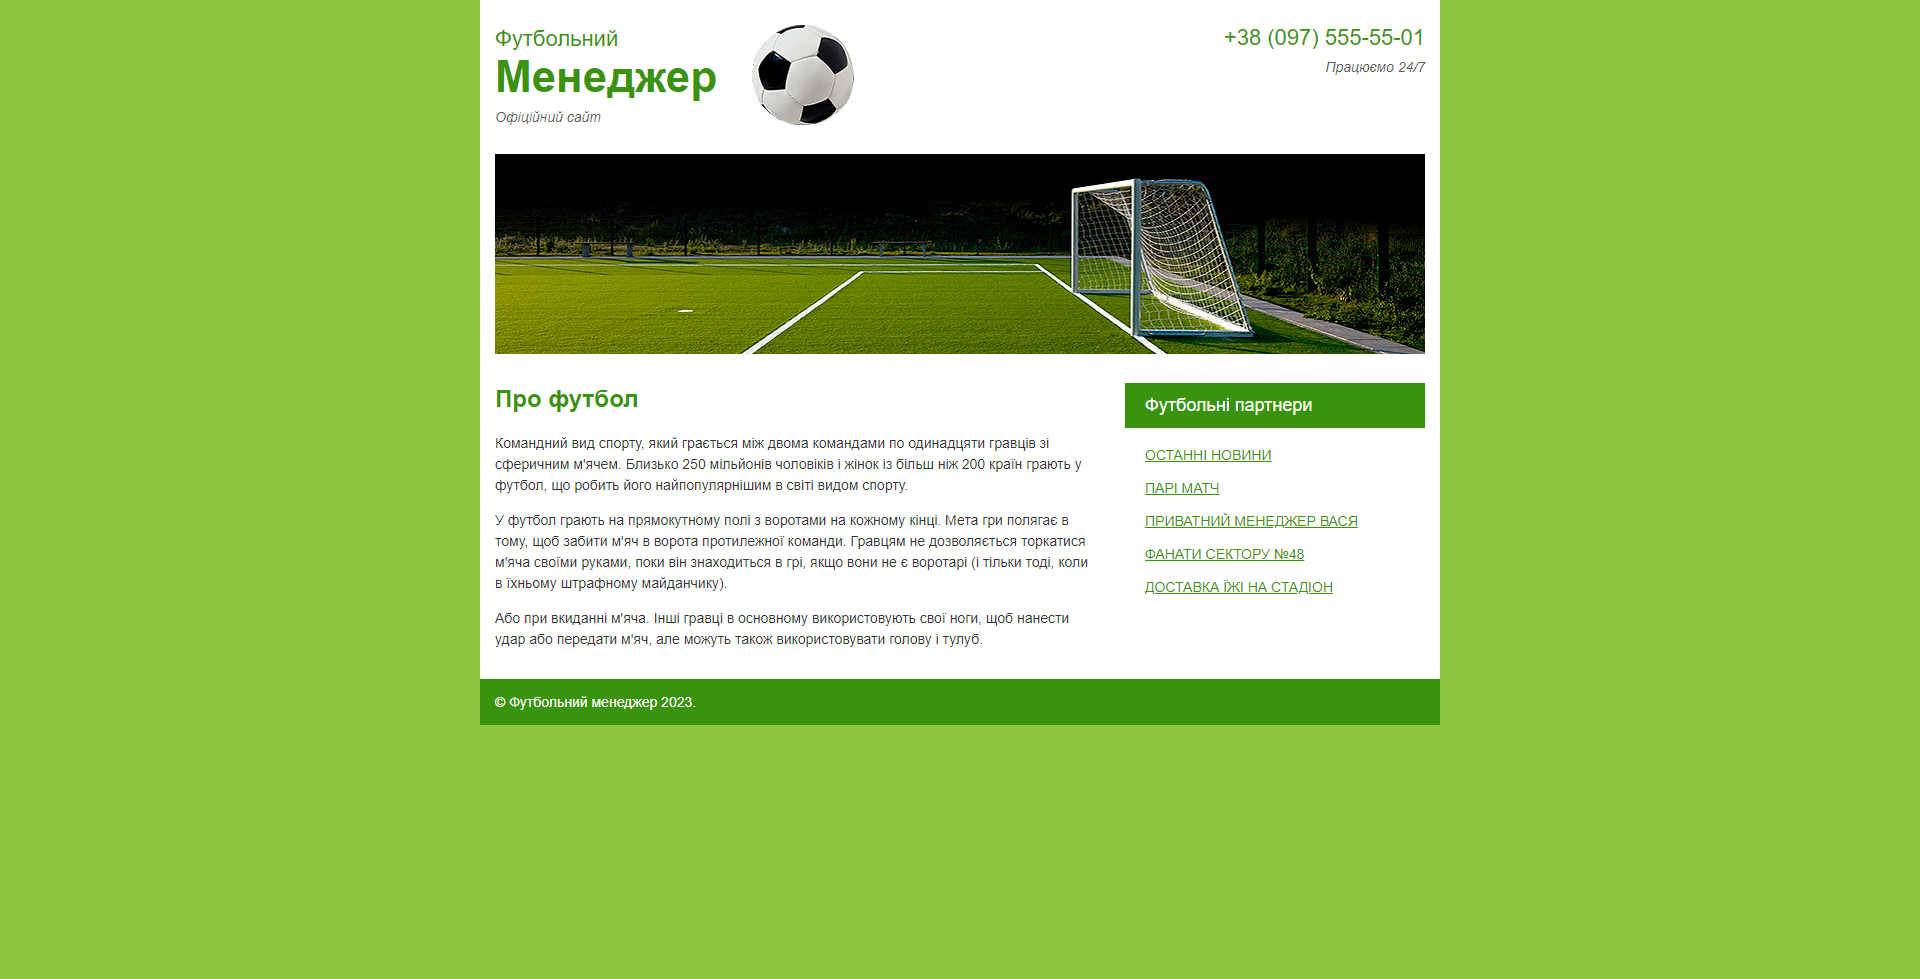 Футбольний
Менеджер
Офіційний сайт
+38 (097) 555-55-01
Працюємо 24/7
Про футбол
Командний вид спорту, який грається між двома командами по одинадцяти гравців зі
сферичним м'ячем. Близько 250 мільйонів чоловіків і жінок із більш ніж 200 країн грають у
футбол, що робить його найпопулярнішим в світі видом спорту.
У футбол грають на прямокутному полі з воротами на кожному кінці. Мета гри полягає в
тому, щоб забити м'яч в ворота протилежної команди. Гравцям не дозволяється торкатися
м'яча своїми руками, поки він знаходиться в грі, якщо вони не є воротарі (і тільки тоді, коли
в їхньому штрафному майданчику).
Або при вкиданні м'яча. Інші гравці в основному використовують свої ноги, щоб нанести
удар або передати м'яч, але можуть також використовувати голову і тулуб.
Футбольні партнери
ОСТАННІ НОВИНИ
ПАРІ МАТЧ
ПРИВАТНИЙ МЕНЕДЖЕР ВАСЯ
ФАНАТИ СЕКТОРУ №48
ДОСТАВКА ЇЖІ НА СТАДІОН
© Футбольний менеджер 2023.